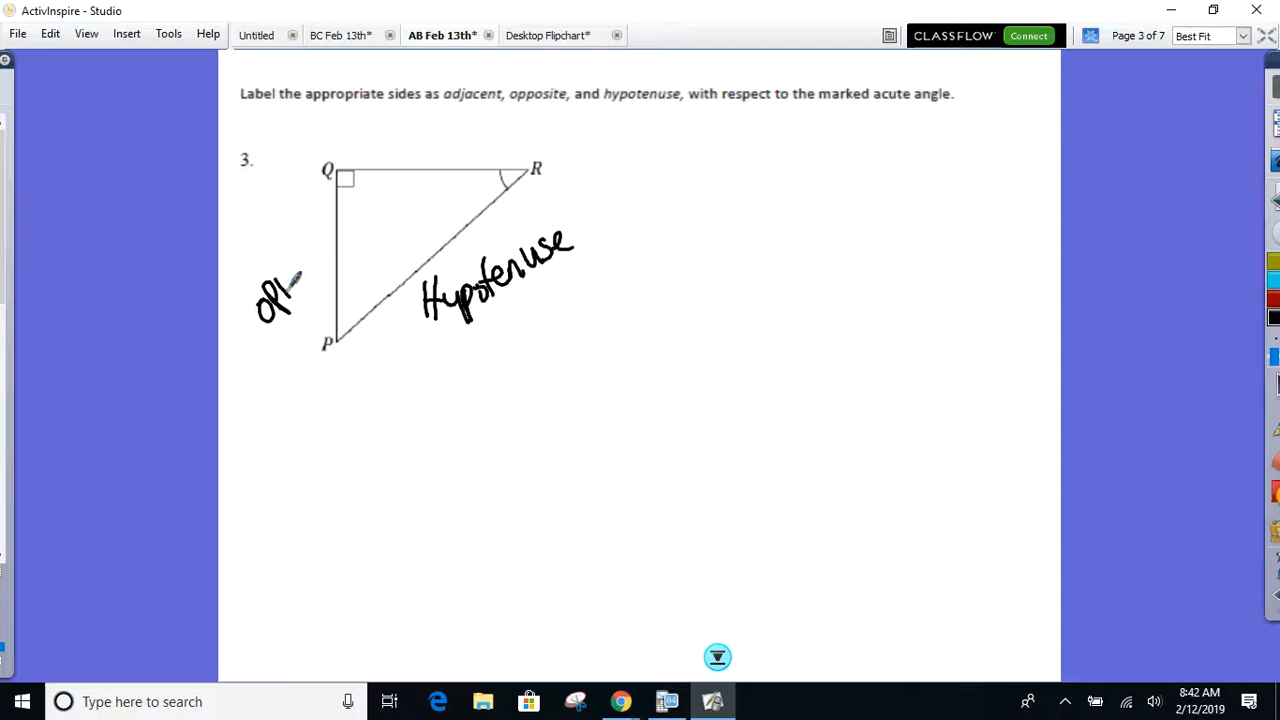 ActivInspire - Studio
File Edit View Insert Tools Help
Untitled
BC Feb 13th*
AB Feb 13th*
Desktop Flipchart*
CLASSFLOW
Connect
Page 3 of 7
Best Fit
Label the appropriate sides as adjacent, opposite, and hypotenuse, with respect to the marked acute angle.
3.
Q
R
Hypotenuse
P
Type here to search
8:42 AM
2/12/2019